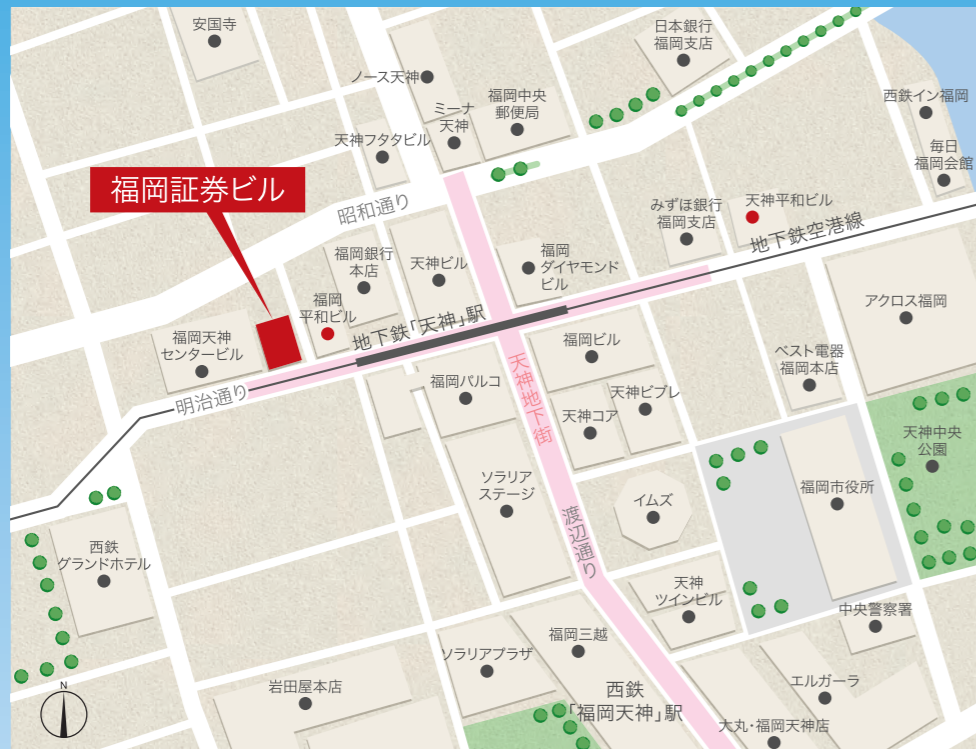 安国寺
日本銀行
福岡支店
ノース天神
ミーナ
天神
福岡中央
郵便局
西鉄イン福岡
天神フタタビル
毎日
福岡会館
福岡証券ビル
昭和通り
みずほ銀行
福岡支店
天神平和ビル
地下鉄空港線
福岡銀行
本店
天神ビル
福岡
ダイヤモンド
ビル
アクロス福岡
福岡
平和ビル
地下鉄「天神」駅
福岡天神
センタービル
福岡ビル
ベスト電器
福岡本店
明治通り
福岡パルコ
天神地下街
天神ビブレ
天神コア
天神中央
公園
ソラリア
ステージ
イムズ
福岡市役所
渡辺通り
西鉄
グランドホテル
天神
ツインビル
中央警察署
福岡三越
ソラリアプラザ
エルガーラ
岩田屋本店
西鉄
「福岡天神」駅
大丸・福岡天神店
N